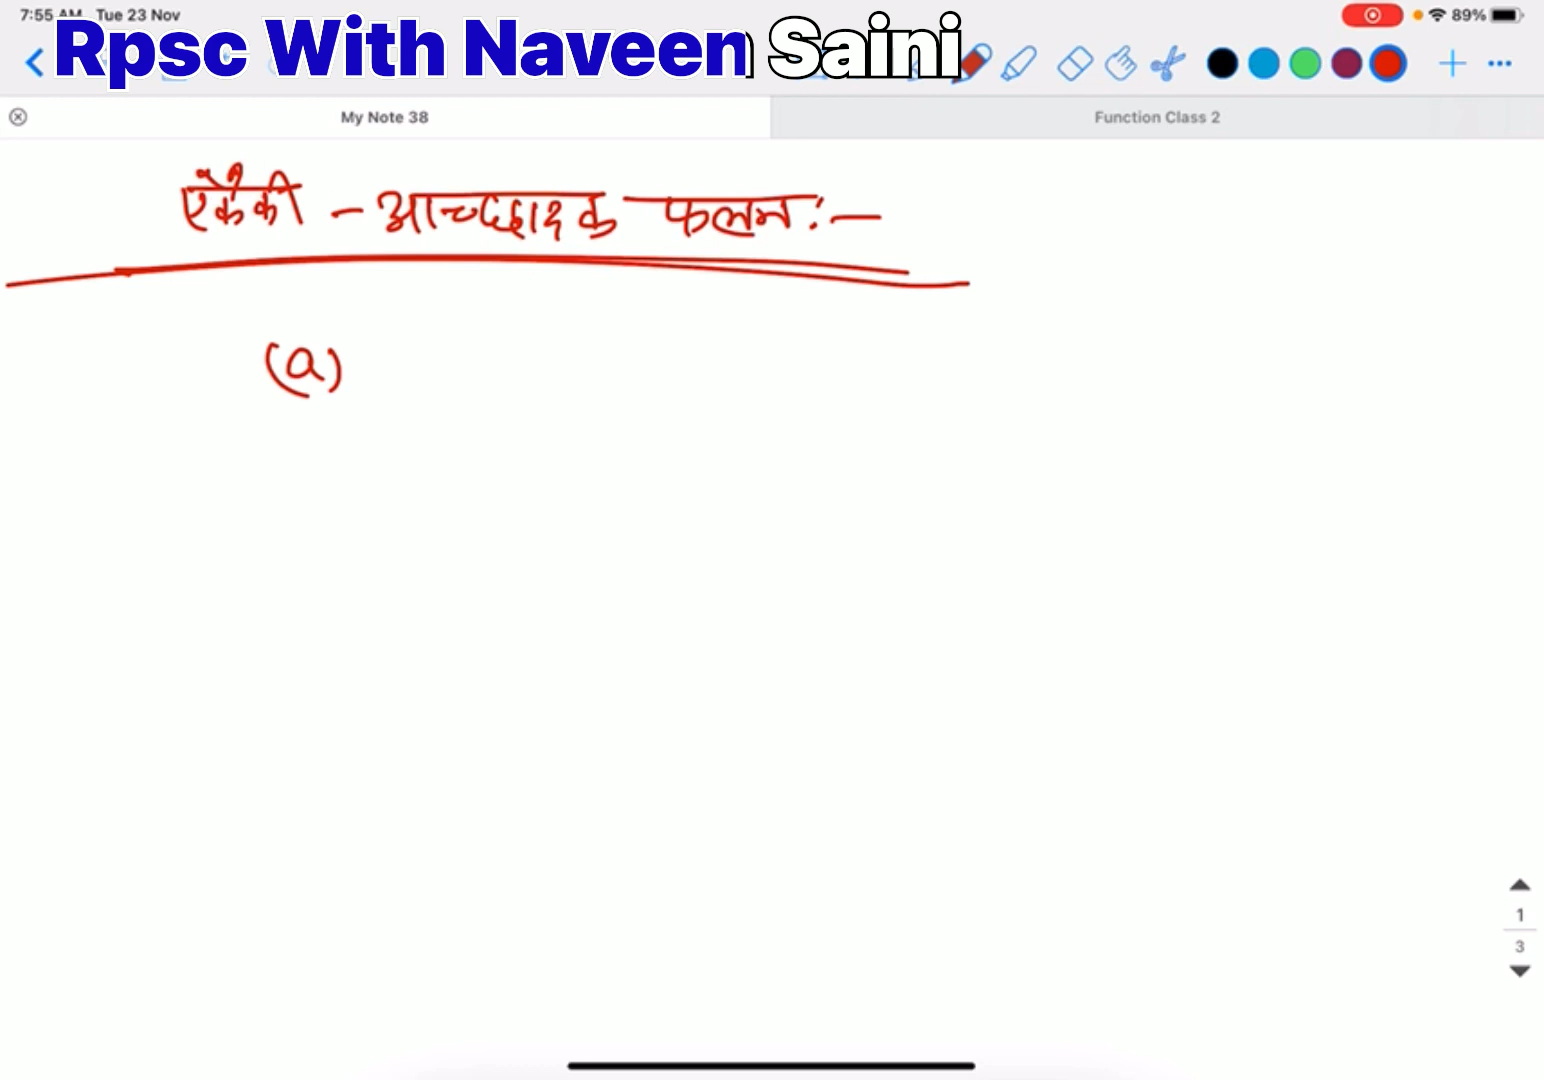 7:55 AM Tue 23 Nov
89%
Rpsc With Naveen Saini
My Note 38
Function Class 2
एकैकी - आच्छादक फलन :-
(a)
1
3